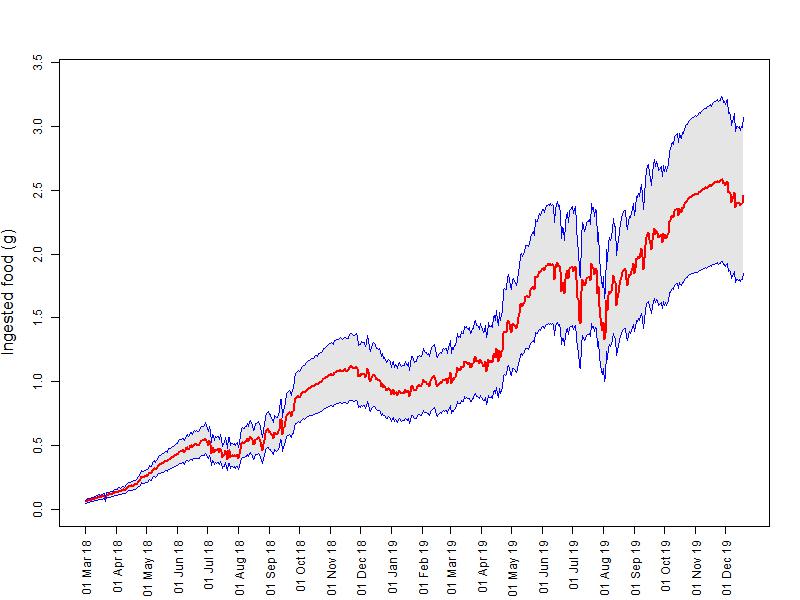 Ingested food (g)
3.5
3.0
2.5
2.0
1.5
1.0
0.5
0.0
01 Mar 18
01 Apr 18
01 May 18
01 Jun 18
01 Jul 18
01 Aug 18
01 Sep 18
01 Oct 18
01 Nov 18
01 Dec 18
01 Jan 19
01 Feb 19
01 Mar 19
01 Apr 19
01 May 19
01 Jun 19
01 Jul 19
01 Aug 19
01 Sep 19
01 Oct 19
01 Nov 19
01 Dec 19